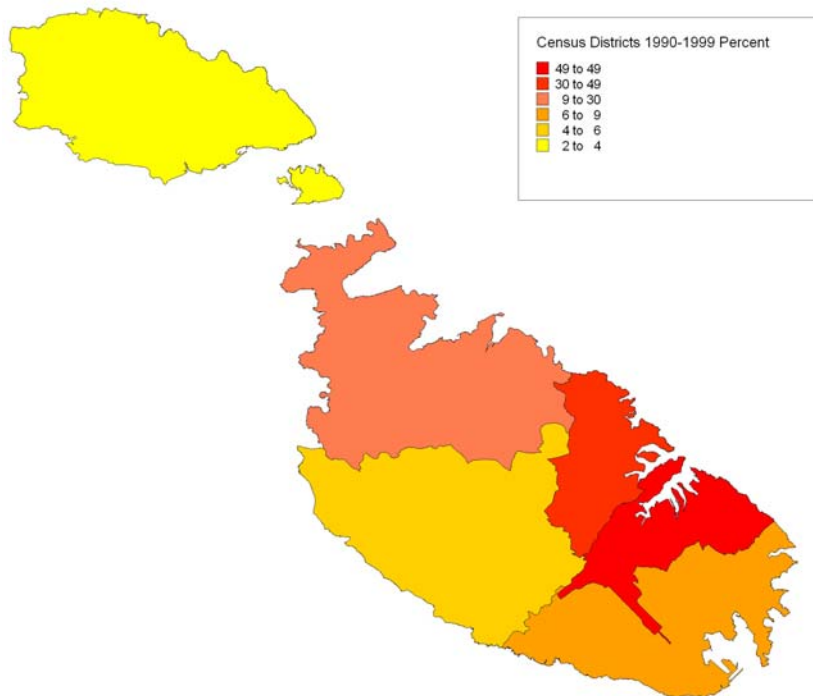 Census Districts 1990-1999 Percent
49 to 49
30 to 49
9 to 30
6 to 9
4 to 6
2 to 4